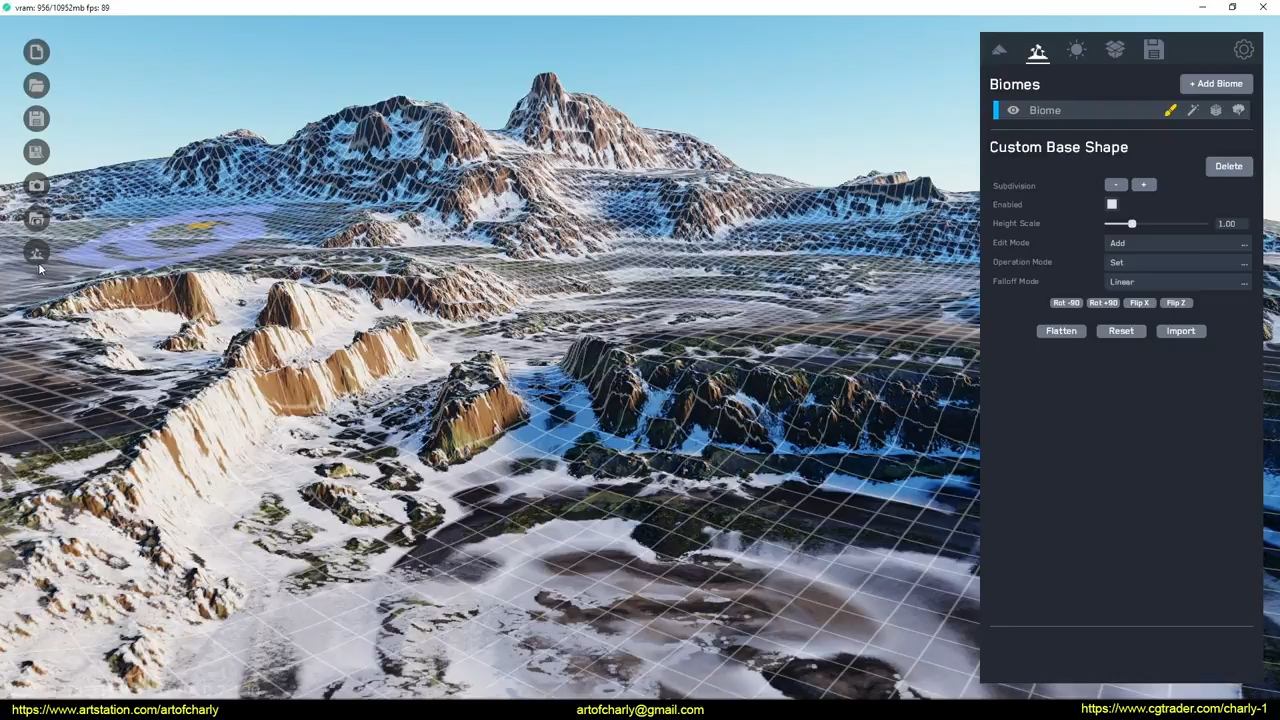 vram: 956/10952mb fps: 89
Biomes
+ Add Biome
Biome
Custom Base Shape
Delete
Subdivision - +
Enabled
Height Scale 1.00
Edit Mode Add ...
Operation Mode Set ...
Falloff Mode Linear ...
Rot -90 Rot +90 Flip X Flip Z
Flatten Reset Import
https://www.artstation.com/artofcharly artofcharly@gmail.com https://www.cgtrader.com/charly-1